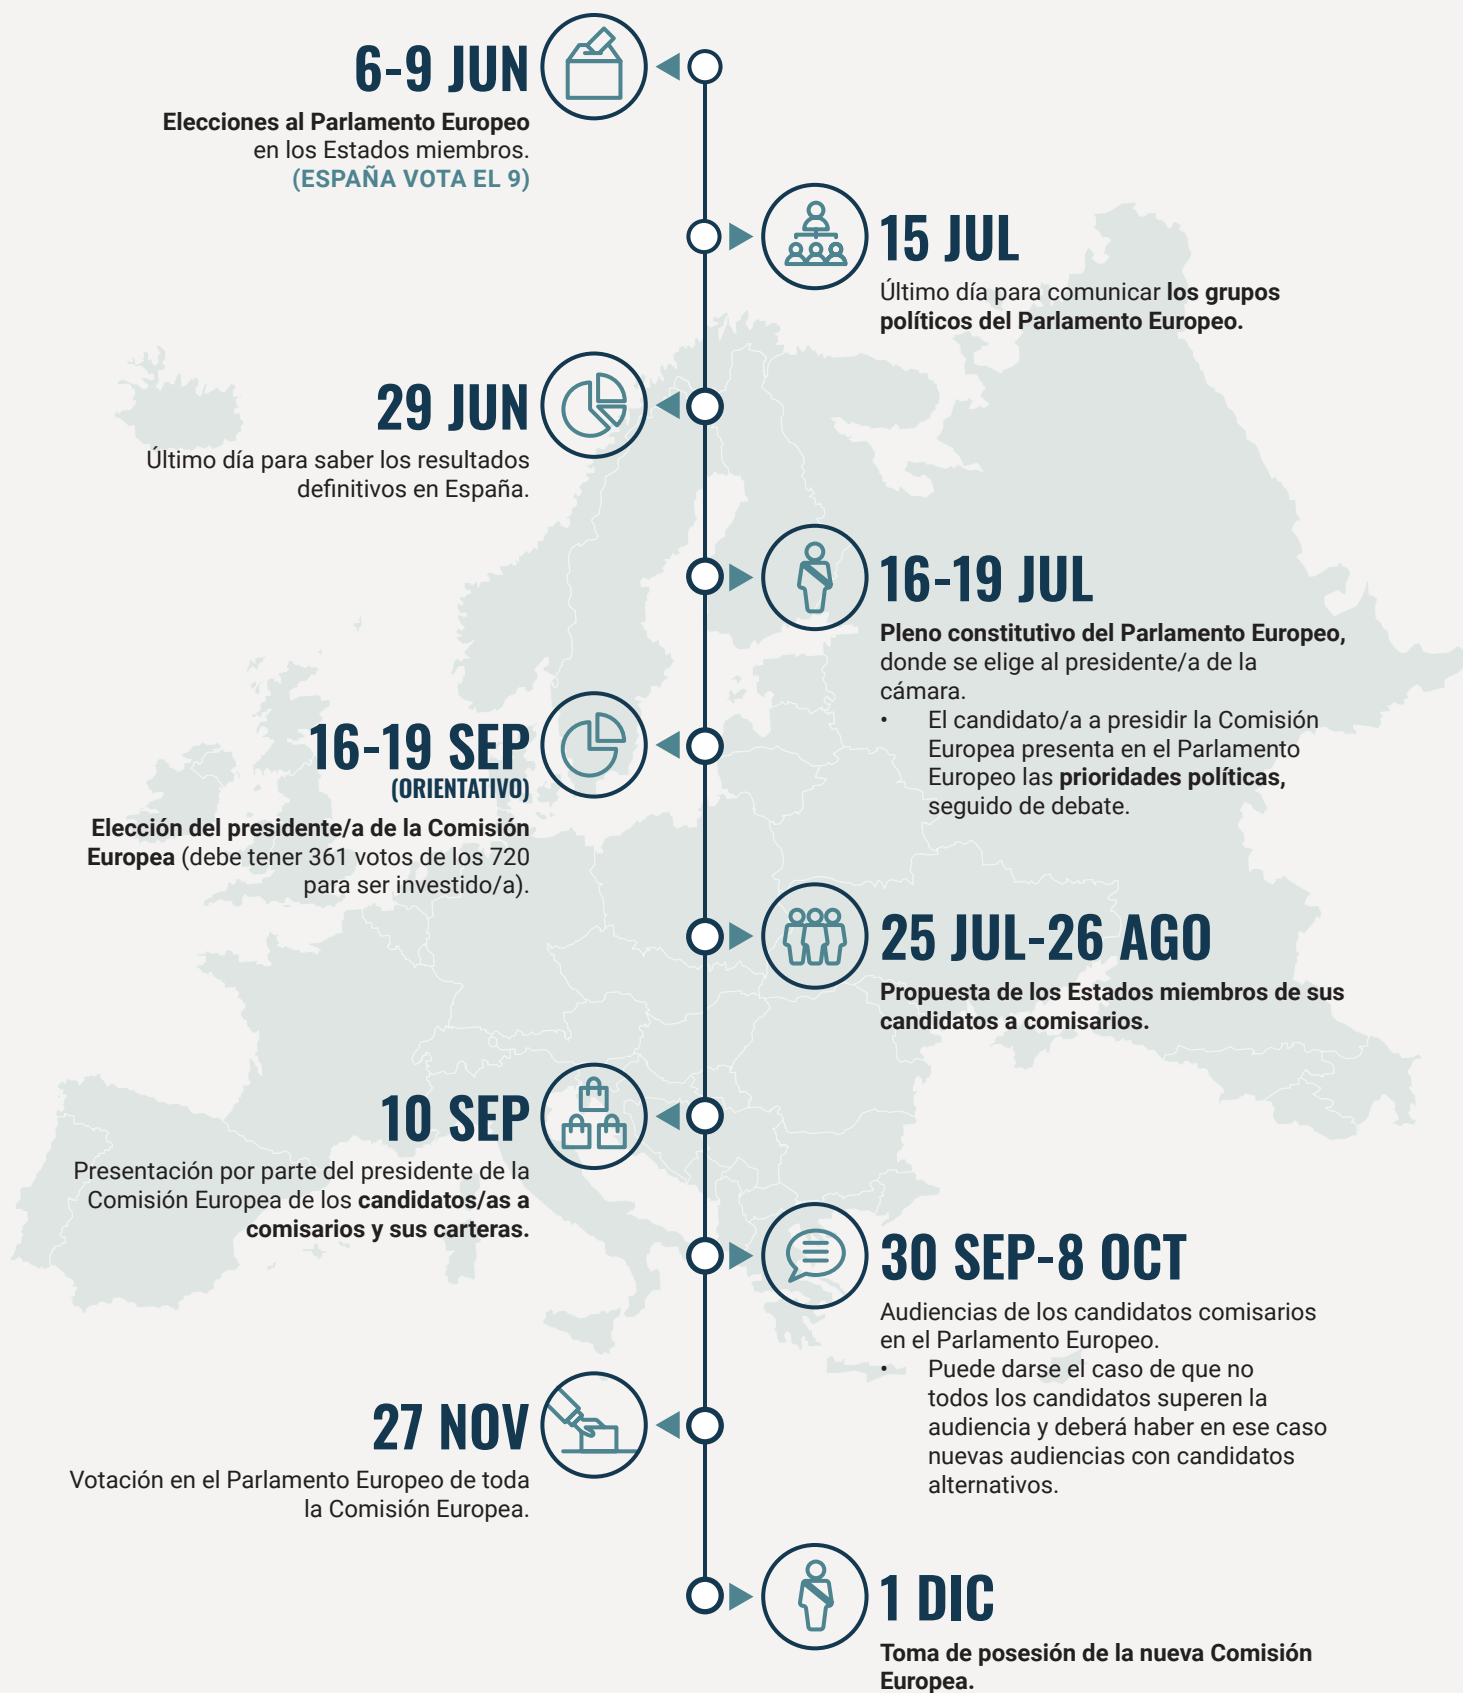 6-9 JUN
Elecciones al Parlamento Europeo
en los Estados miembros.
(ESPAÑA VOTA EL 9)
15 JUL
Último día para comunicar los grupos
políticos del Parlamento Europeo.
29 JUN
Último día para saber los resultados
definitivos en España.
16-19 JUL
Pleno constitutivo del Parlamento Europeo,
donde se elige al presidente/a de la
cámara.
• El candidato/a a presidir la Comisión
Europea presenta en el Parlamento
Europeo las prioridades políticas,
seguido de debate.
16-19 SEP
(ORIENTATIVO)
Elección del presidente/a de la Comisión
Europea (debe tener 361 votos de los 720
para ser investido/a).
25 JUL-26 AGO
Propuesta de los Estados miembros de sus
candidatos a comisarios.
10 SEP
Presentación por parte del presidente de la
Comisión Europea de los candidatos/as a
comisarios y sus carteras.
30 SEP-8 OCT
Audiencias de los candidatos comisarios
en el Parlamento Europeo.
• Puede darse el caso de que no
todos los candidatos superen la
audiencia y deberá haber en ese caso
nuevas audiencias con candidatos
alternativos.
27 NOV
Votación en el Parlamento Europeo de toda
la Comisión Europea.
1 DIC
Toma de posesión de la nueva Comisión
Europea.